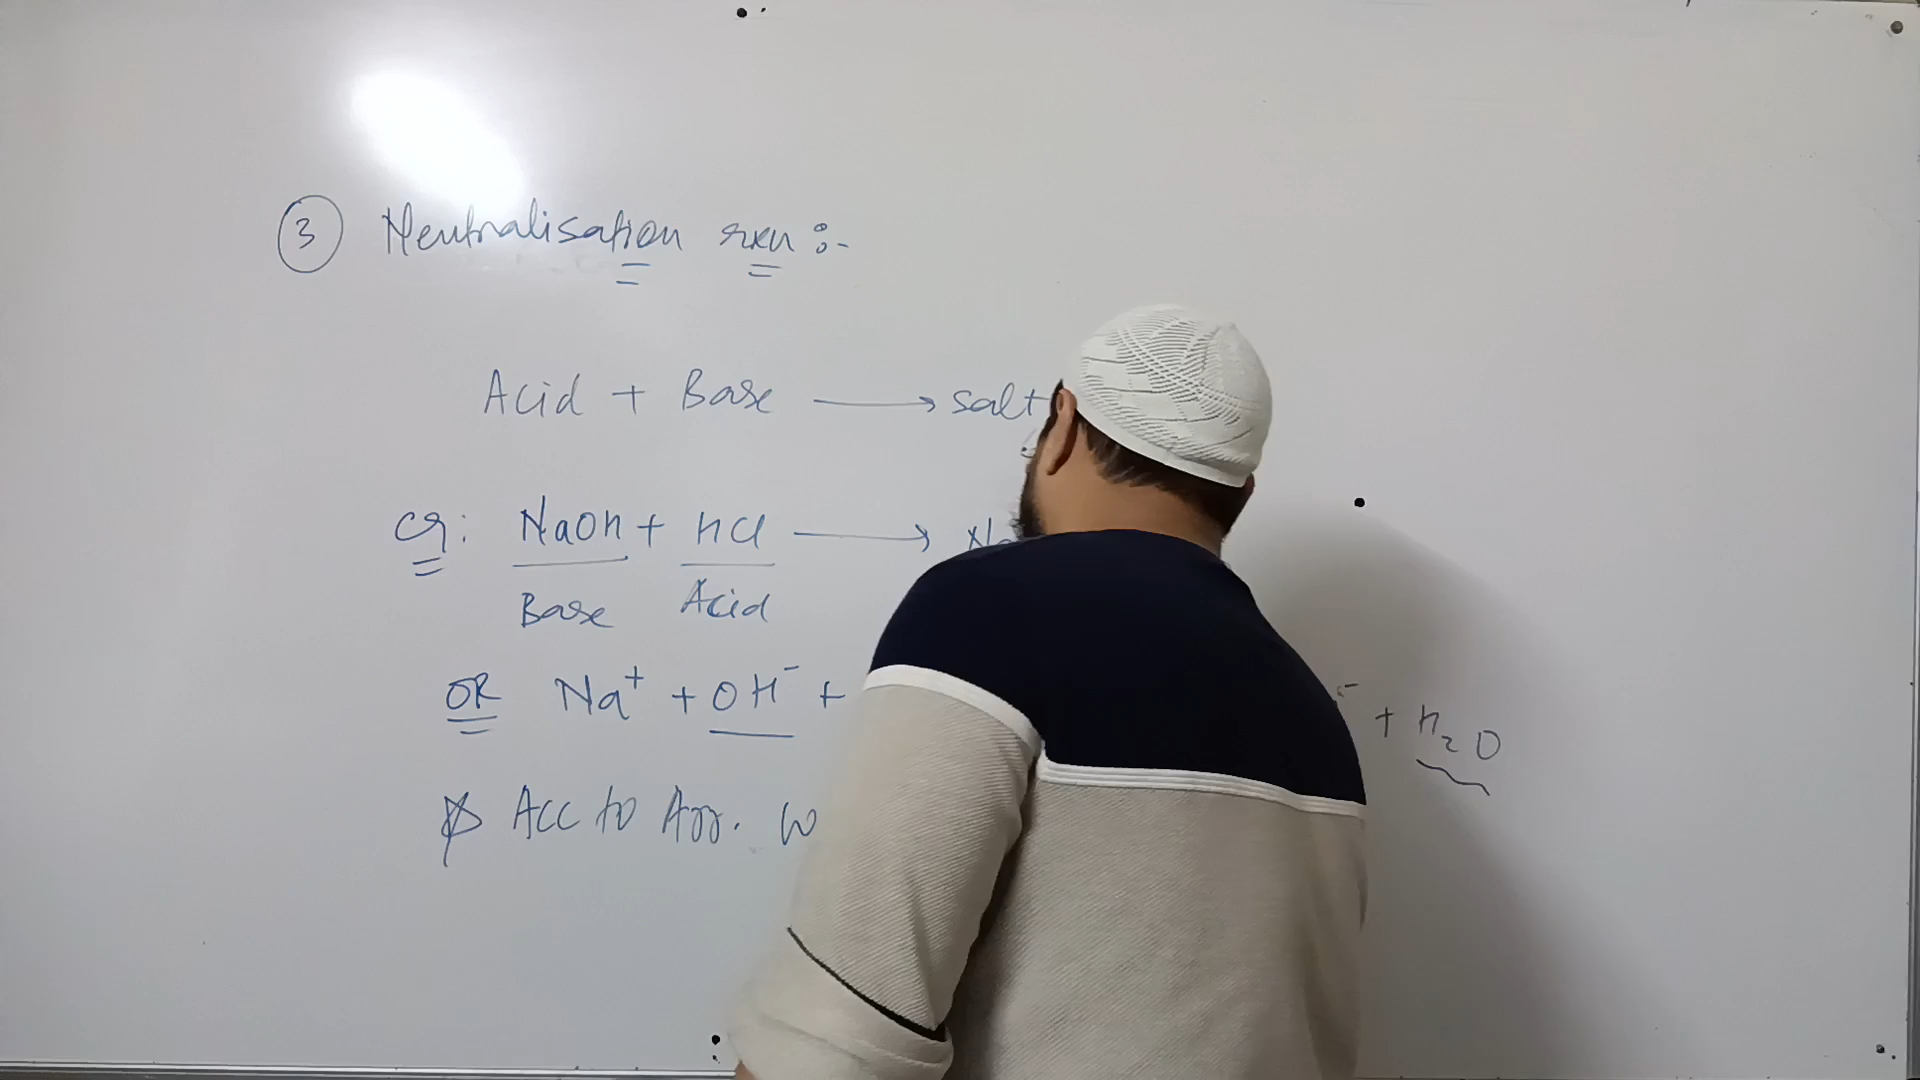 ③ Neutralisation rxn :-
Acid + Base ⟶ salt
eg: NaOH + HCl ⟶ Na
Base Acid
OR Na⁺ + OH⁻ + ⁻ + H₂O
Acc to Arr. w